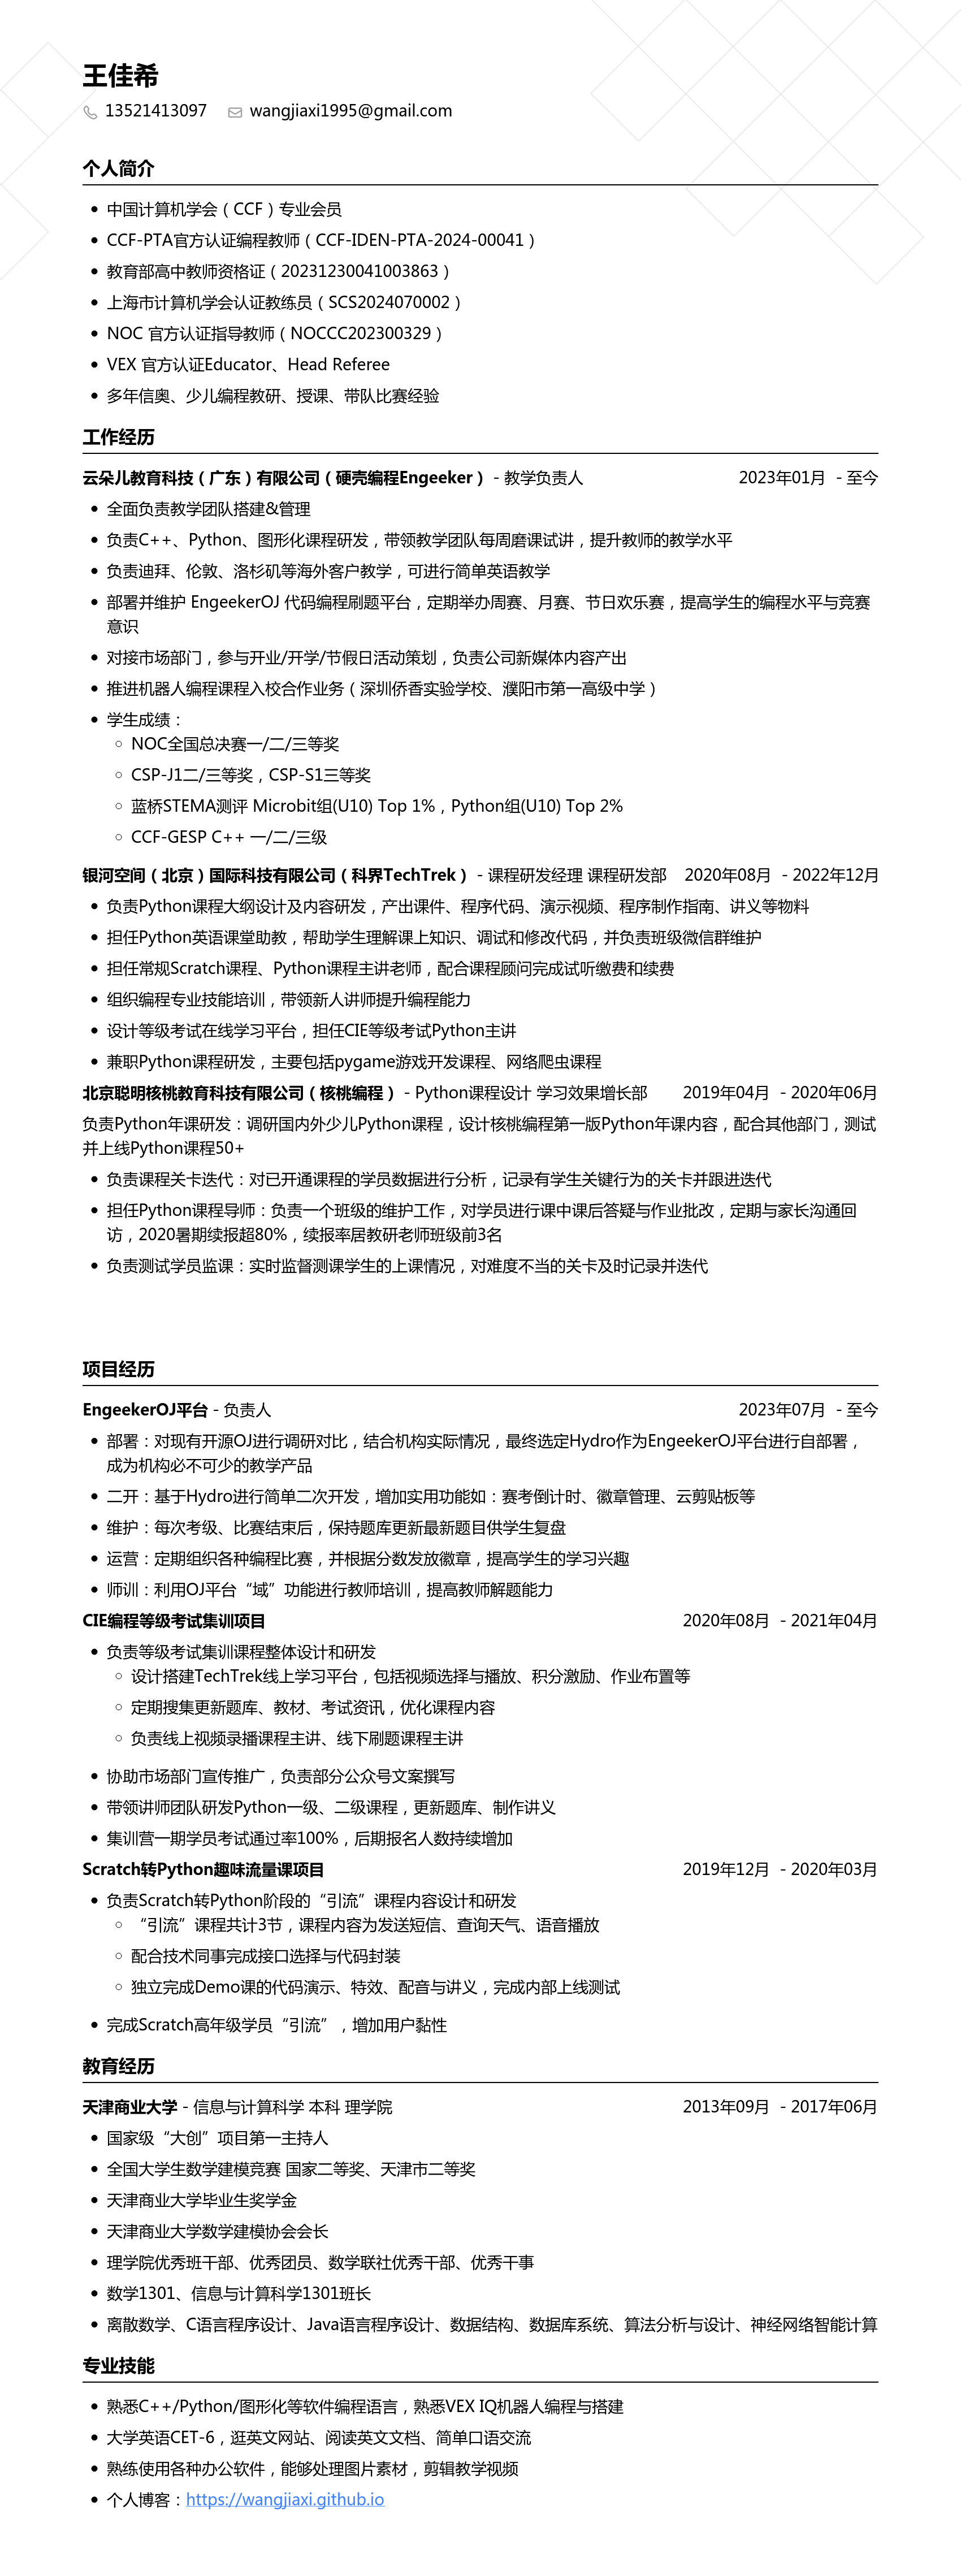 王佳希
13521413097 wangjiaxi1995@gmail.com
个人简介
中国计算机学会（CCF）专业会员
CCF-PTA官方认证编程教师（CCF-IDEN-PTA-2024-00041）
教育部高中教师资格证（20231230041003863）
上海市计算机学会认证教练员（SCS2024070002）
NOC 官方认证指导教师（NOCCC202300329）
VEX 官方认证Educator、Head Referee
多年信奥、少儿编程教研、授课、带队比赛经验
工作经历
云朵儿教育科技（广东）有限公司（硬壳编程Engeeker） - 教学负责人 2023年01月 - 至今
全面负责教学团队搭建&管理
负责C++、Python、图形化课程研发，带领教学团队每周磨课试讲，提升教师的教学水平
负责迪拜、伦敦、洛杉矶等海外客户教学，可进行简单英语教学
部署并维护 EngeekerOJ 代码编程刷题平台，定期举办周赛、月赛、节日欢乐赛，提高学生的编程水平与竞赛
意识
对接市场部门，参与开业/开学/节假日活动策划，负责公司新媒体内容产出
推进机器人编程课程入校合作业务（深圳侨香实验学校、濮阳市第一高级中学）
学生成绩：
NOC全国总决赛一/二/三等奖
CSP-J1二/三等奖，CSP-S1三等奖
蓝桥STEMA测评 Microbit组(U10) Top 1%，Python组(U10) Top 2%
CCF-GESP C++ 一/二/三级
银河空间（北京）国际科技有限公司（科界TechTrek） - 课程研发经理 课程研发部 2020年08月 - 2022年12月
负责Python课程大纲设计及内容研发，产出课件、程序代码、演示视频、程序制作指南、讲义等物料
担任Python英语课堂助教，帮助学生理解课上知识、调试和修改代码，并负责班级微信群维护
担任常规Scratch课程、Python课程主讲老师，配合课程顾问完成试听缴费和续费
组织编程专业技能培训，带领新人讲师提升编程能力
设计等级考试在线学习平台，担任CIE等级考试Python主讲
兼职Python课程研发，主要包括pygame游戏开发课程、网络爬虫课程
北京聪明核桃教育科技有限公司（核桃编程） - Python课程设计 学习效果增长部 2019年04月 - 2020年06月
负责Python年课研发：调研国内外少儿Python课程，设计核桃编程第一版Python年课内容，配合其他部门，测试
并上线Python课程50+
负责课程关卡迭代：对已开通课程的学员数据进行分析，记录有学生关键行为的关卡并跟进迭代
担任Python课程导师：负责一个班级的维护工作，对学员进行课中课后答疑与作业批改，定期与家长沟通回
访，2020暑期续报超80%，续报率居教研老师班级前3名
负责测试学员监课：实时监督测课学生的上课情况，对难度不当的关卡及时记录并迭代
项目经历
EngeekerOJ平台 - 负责人 2023年07月 - 至今
部署：对现有开源OJ进行调研对比，结合机构实际情况，最终选定Hydro作为EngeekerOJ平台进行自部署，
成为机构必不可少的教学产品
二开：基于Hydro进行简单二次开发，增加实用功能如：赛考倒计时、徽章管理、云剪贴板等
维护：每次考级、比赛结束后，保持题库更新最新题目供学生复盘
运营：定期组织各种编程比赛，并根据分数发放徽章，提高学生的学习兴趣
师训：利用OJ平台“域”功能进行教师培训，提高教师解题能力
CIE编程等级考试集训项目 2020年08月 - 2021年04月
负责等级考试集训课程整体设计和研发
设计搭建TechTrek线上学习平台，包括视频选择与播放、积分激励、作业布置等
定期搜集更新题库、教材、考试资讯，优化课程内容
负责线上视频录播课程主讲、线下刷题课程主讲
协助市场部门宣传推广，负责部分公众号文案撰写
带领讲师团队研发Python一级、二级课程，更新题库、制作讲义
集训营一期学员考试通过率100%，后期报名人数持续增加
Scratch转Python趣味流量课项目 2019年12月 - 2020年03月
负责Scratch转Python阶段的“引流”课程内容设计和研发
“引流”课程共计3节，课程内容为发送短信、查询天气、语音播放
配合技术同事完成接口选择与代码封装
独立完成Demo课的代码演示、特效、配音与讲义，完成内部上线测试
完成Scratch高年级学员“引流”，增加用户黏性
教育经历
天津商业大学 - 信息与计算科学 本科 理学院 2013年09月 - 2017年06月
国家级“大创”项目第一主持人
全国大学生数学建模竞赛 国家二等奖、天津市二等奖
天津商业大学毕业生奖学金
天津商业大学数学建模协会会长
理学院优秀班干部、优秀团员、数学联社优秀干部、优秀干事
数学1301、信息与计算科学1301班长
离散数学、C语言程序设计、Java语言程序设计、数据结构、数据库系统、算法分析与设计、神经网络智能计算
专业技能
熟悉C++/Python/图形化等软件编程语言，熟悉VEX IQ机器人编程与搭建
大学英语CET-6，逛英文网站、阅读英文文档、简单口语交流
熟练使用各种办公软件，能够处理图片素材，剪辑教学视频
个人博客：https://wangjiaxi.github.io